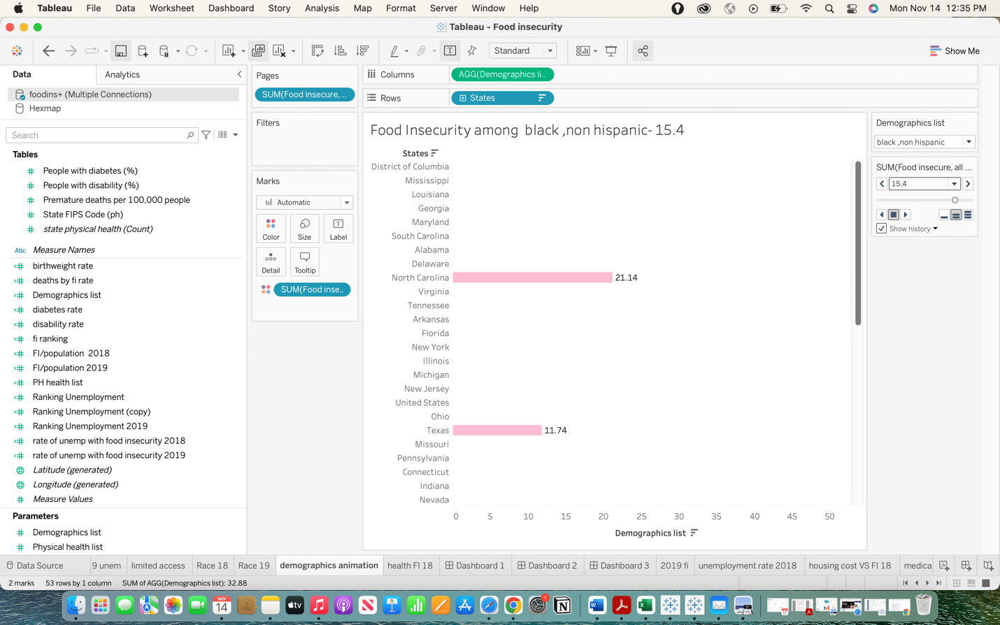 Tableau File Data Worksheet Dashboard Story Analysis Map Format Server Window Help Mon Nov 14 12:35 PM
Tableau - Food insecurity
Standard
Show Me
Data
Analytics
foodins+ (Multiple Connections)
Hexmap
Search
Tables
People with diabetes (%)
People with disability (%)
Premature deaths per 100,000 people
State FIPS Code (ph)
state physical health (Count)
Abc Measure Names
birthweight rate
deaths by fi rate
Demographics list
diabetes rate
disability rate
fi ranking
FI/population 2018
FI/population 2019
PH health list
Ranking Unemployment
Ranking Unemployment (copy)
Ranking Unemployment 2019
rate of unemp with food insecurity 2018
rate of unemp with food insecurity 2019
Latitude (generated)
Longitude (generated)
Measure Values
Parameters
Demographics list
Physical health list
Pages
SUM(Food insecure, ..
Filters
Marks
Automatic
Color Size Label
Detail Tooltip
SUM(Food inse..
Columns AGG(Demographics li..
Rows States
Food Insecurity among black ,non hispanic- 15.4
States
District of Columbia
Mississippi
Louisiana
Georgia
Maryland
South Carolina
Alabama
Delaware
North Carolina 21.14
Virginia
Tennessee
Arkansas
Florida
New York
Illinois
Michigan
New Jersey
United States
Ohio
Texas 11.74
Missouri
Pennsylvania
Connecticut
Indiana
Nevada
0 5 10 15 20 25 30 35 40 45 50
Demographics list
Demographics list
black ,non hispanic
SUM(Food insecure, all ...
15.4
Show history
Data Source 9 unem limited access Race 18 Race 19 demographics animation health FI 18 Dashboard 1 Dashboard 2 Dashboard 3 2019 fi unemployment rate 2018 housing cost VS FI 18 medica
2 marks 53 rows by 1 column SUM of AGG(Demographics list): 32.88
NOV
14
tv
1